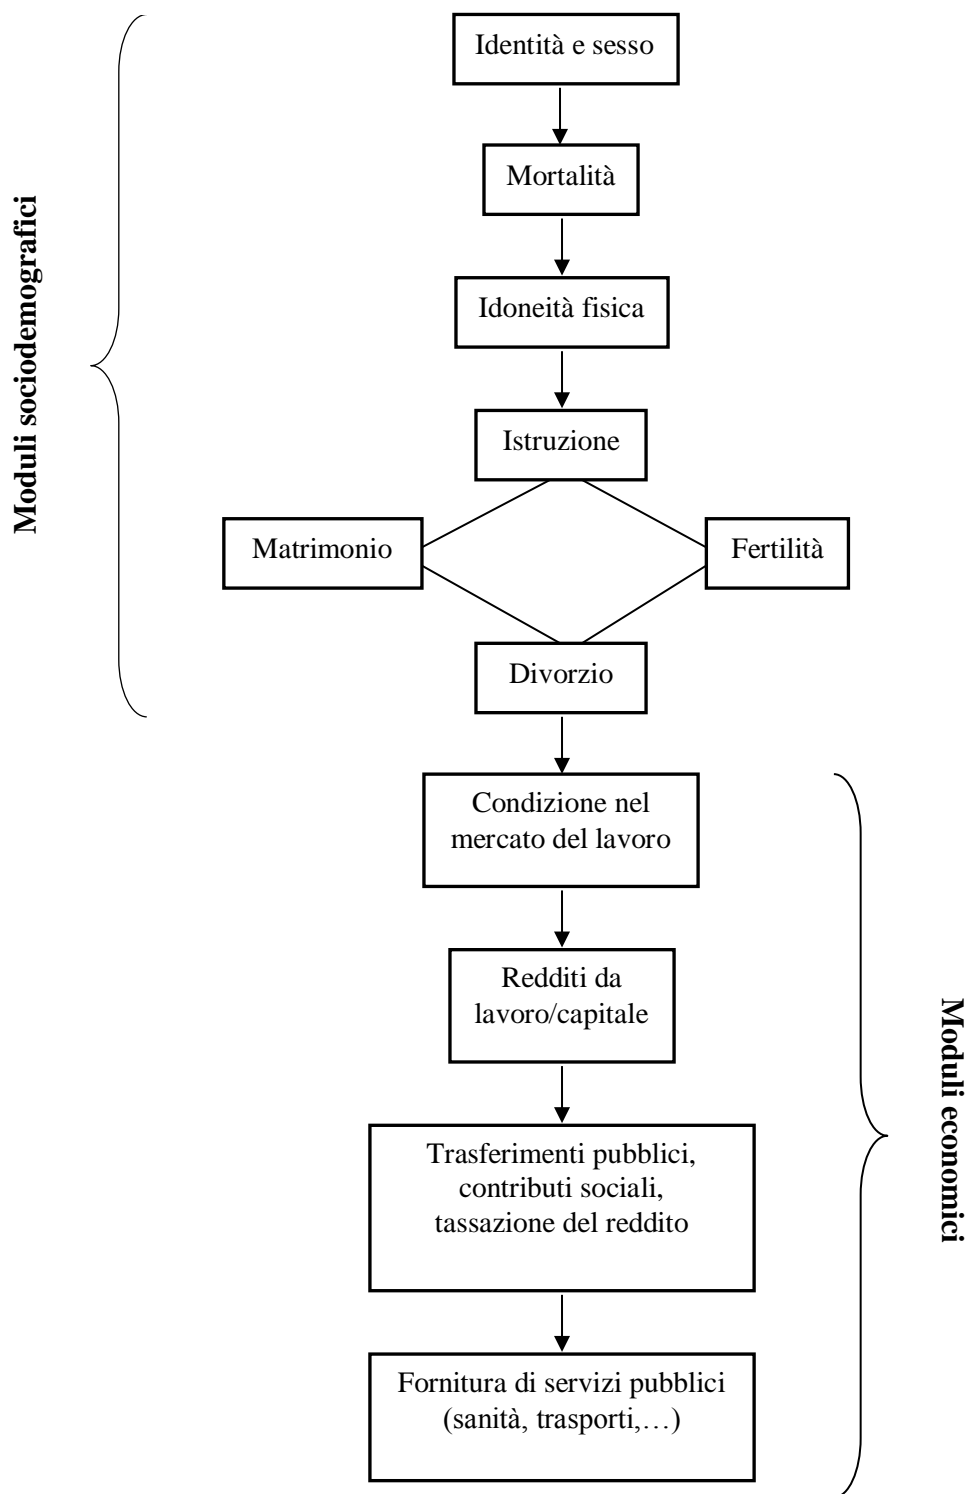 Identità e sesso
Mortalità
Moduli sociodemografici
Idoneità fisica
Istruzione
Matrimonio
Fertilità
Divorzio
Condizione nel
mercato del lavoro
Redditi da
lavoro/capitale
Moduli economici
Trasferimenti pubblici,
contributi sociali,
tassazione del reddito
Fornitura di servizi pubblici
(sanità, trasporti,…)